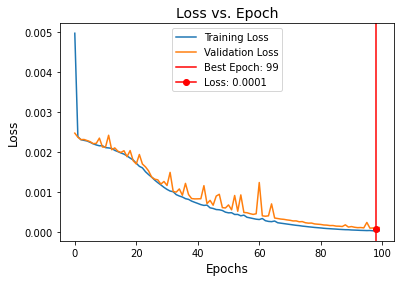 Loss vs. Epoch
Training Loss
Validation Loss
Best Epoch: 99
Loss: 0.0001
0.005
0.004
0.003
0.002
0.001
0.000
Loss
0 20 40 60 80 100
Epochs